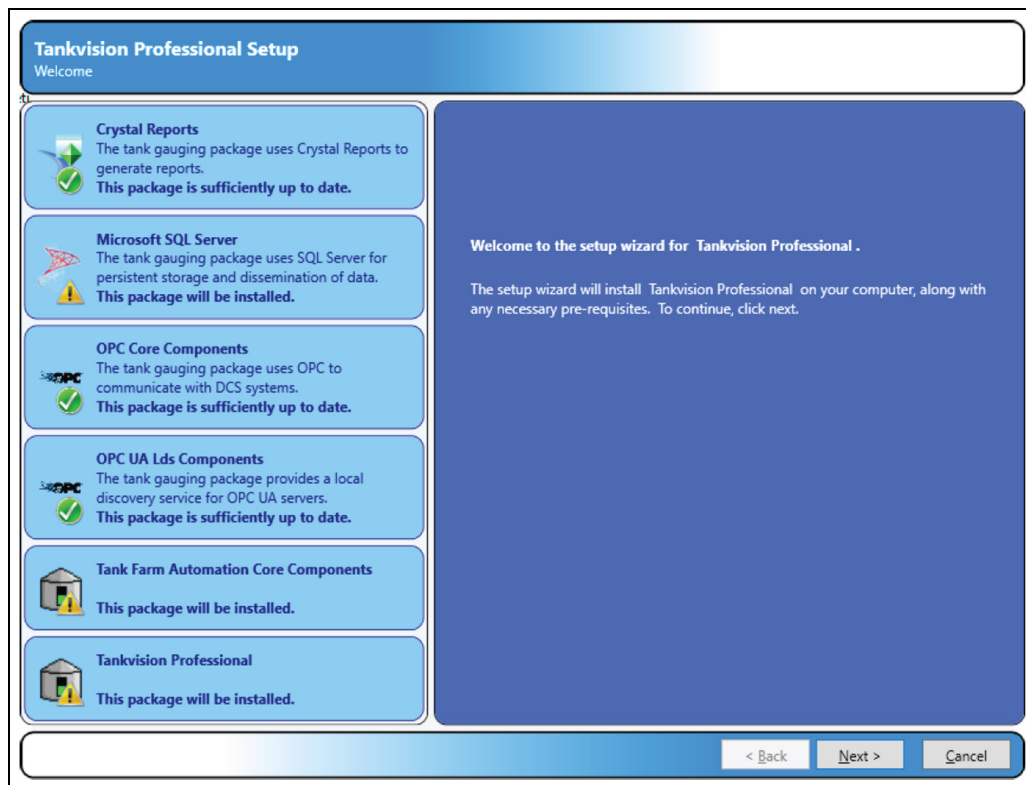 Tankvision Professional Setup
Welcome
Crystal Reports
The tank gauging package uses Crystal Reports to
generate reports.
This package is sufficiently up to date.
Microsoft SQL Server
The tank gauging package uses SQL Server for
persistent storage and dissemination of data.
This package will be installed.
OPC
OPC Core Components
The tank gauging package uses OPC to
communicate with DCS systems.
This package is sufficiently up to date.
OPC
OPC UA Lds Components
The tank gauging package provides a local
discovery service for OPC UA servers.
This package is sufficiently up to date.
Tank Farm Automation Core Components
This package will be installed.
Tankvision Professional
This package will be installed.
Welcome to the setup wizard for Tankvision Professional .
The setup wizard will install Tankvision Professional on your computer, along with
any necessary pre-requisites. To continue, click next.
< Back
Next >
Cancel